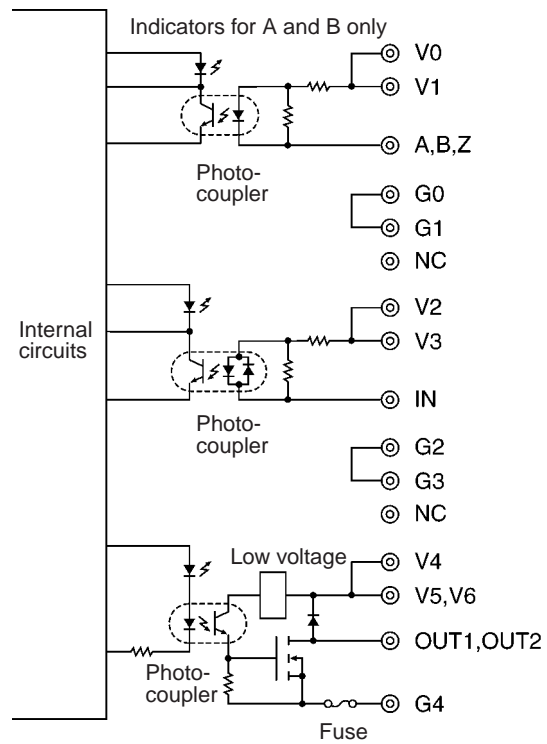 Indicators for A and B only
V0
V1
A,B,Z
Photo-
coupler
G0
G1
NC
Internal
circuits
V2
V3
IN
Photo-
coupler
G2
G3
NC
Low voltage
V4
V5,V6
OUT1,OUT2
Photo-
coupler
G4
Fuse